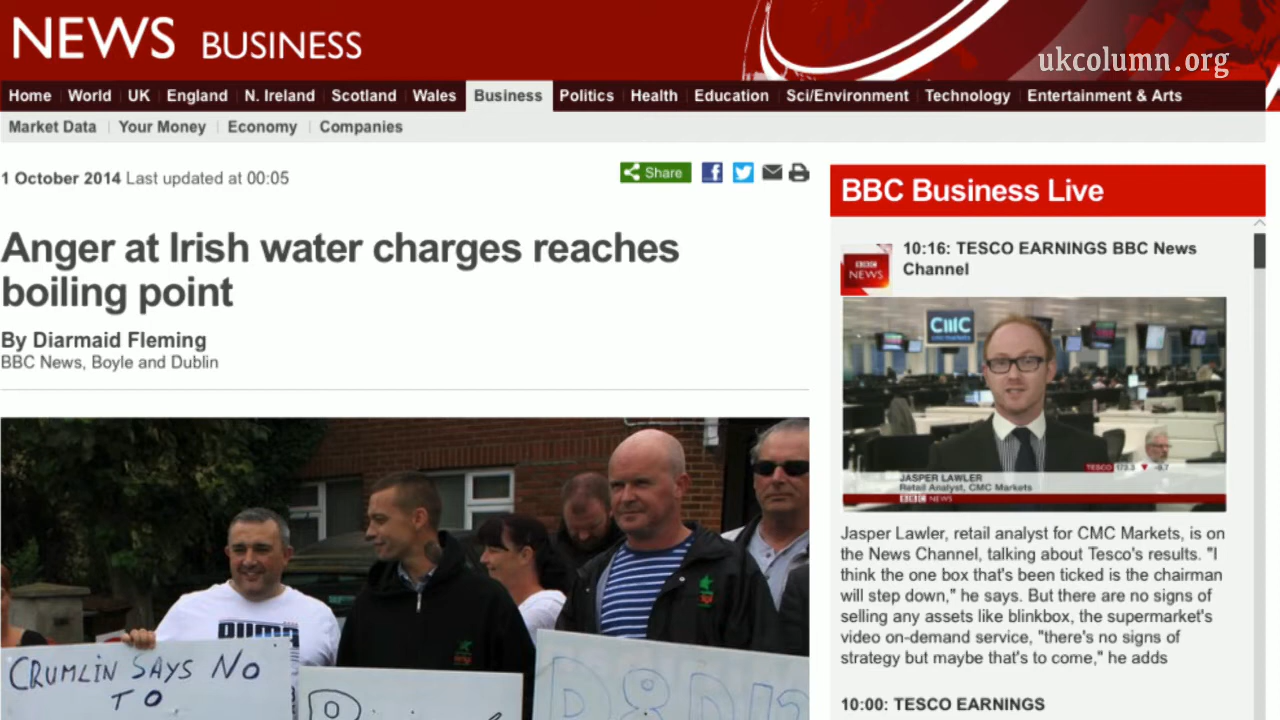 NEWS BUSINESS
ukcolumn.org
Home World UK England N. Ireland Scotland Wales Business Politics Health Education Sci/Environment Technology Entertainment & Arts
Market Data Your Money Economy Companies
1 October 2014 Last updated at 00:05
Share
Anger at Irish water charges reaches
boiling point
By Diarmaid Fleming
BBC News, Boyle and Dublin
PUMA
CRUMLIN SAYS NO
TO
BBC Business Live
BBC
NEWS
10:16: TESCO EARNINGS BBC News
Channel
CMC
TESCO
JASPER LAWLER
Retail Analyst, CMC Markets
BBC NEWS
Jasper Lawler, retail analyst for CMC Markets, is on
the News Channel, talking about Tesco's results. "I
think the one box that's been ticked is the chairman
will step down," he says. But there are no signs of
selling any assets like blinkbox, the supermarket's
video on-demand service, "there's no signs of
strategy but maybe that's to come," he adds
10:00: TESCO EARNINGS